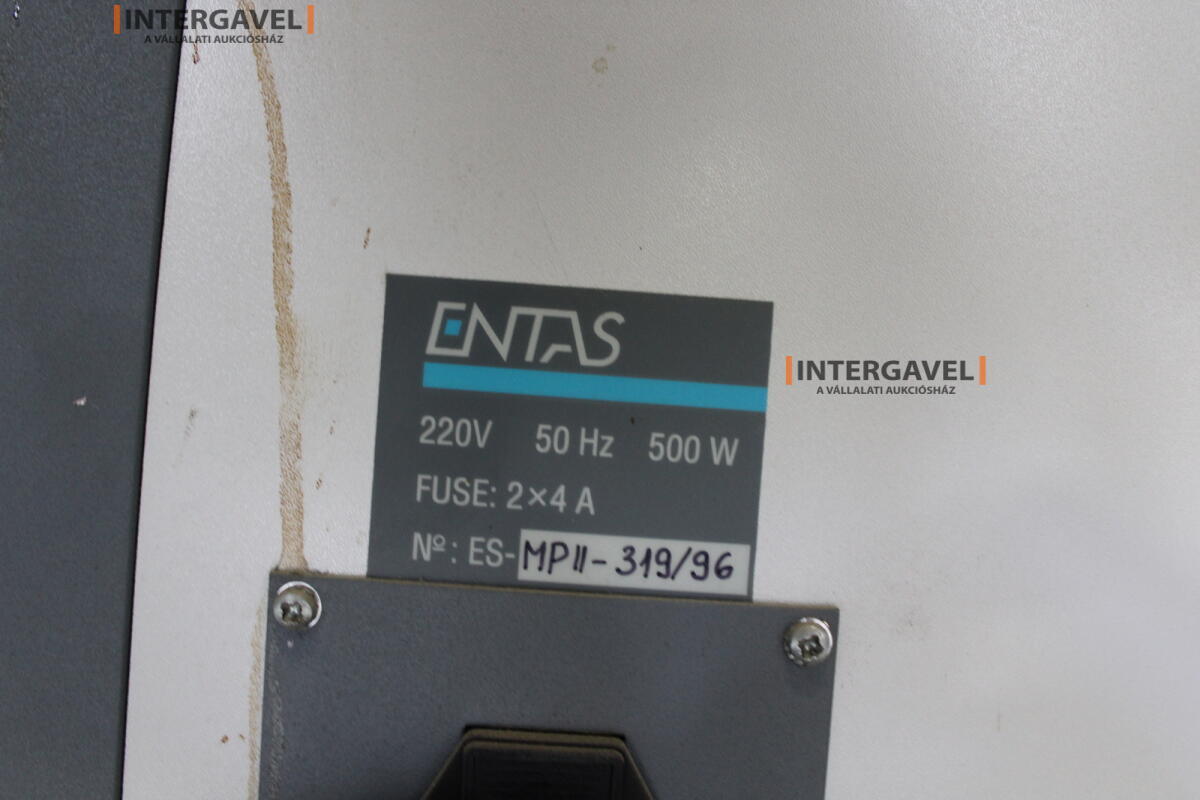 INTERGAVEL
A VÁLLALATI AUKCIÓSHÁZ
ENTAS
INTERGAVEL
A VÁLLALATI AUKCIÓSHÁZ
220V 50 Hz 500 W
FUSE: 2×4 A
Nº: ES-MPII-319/96